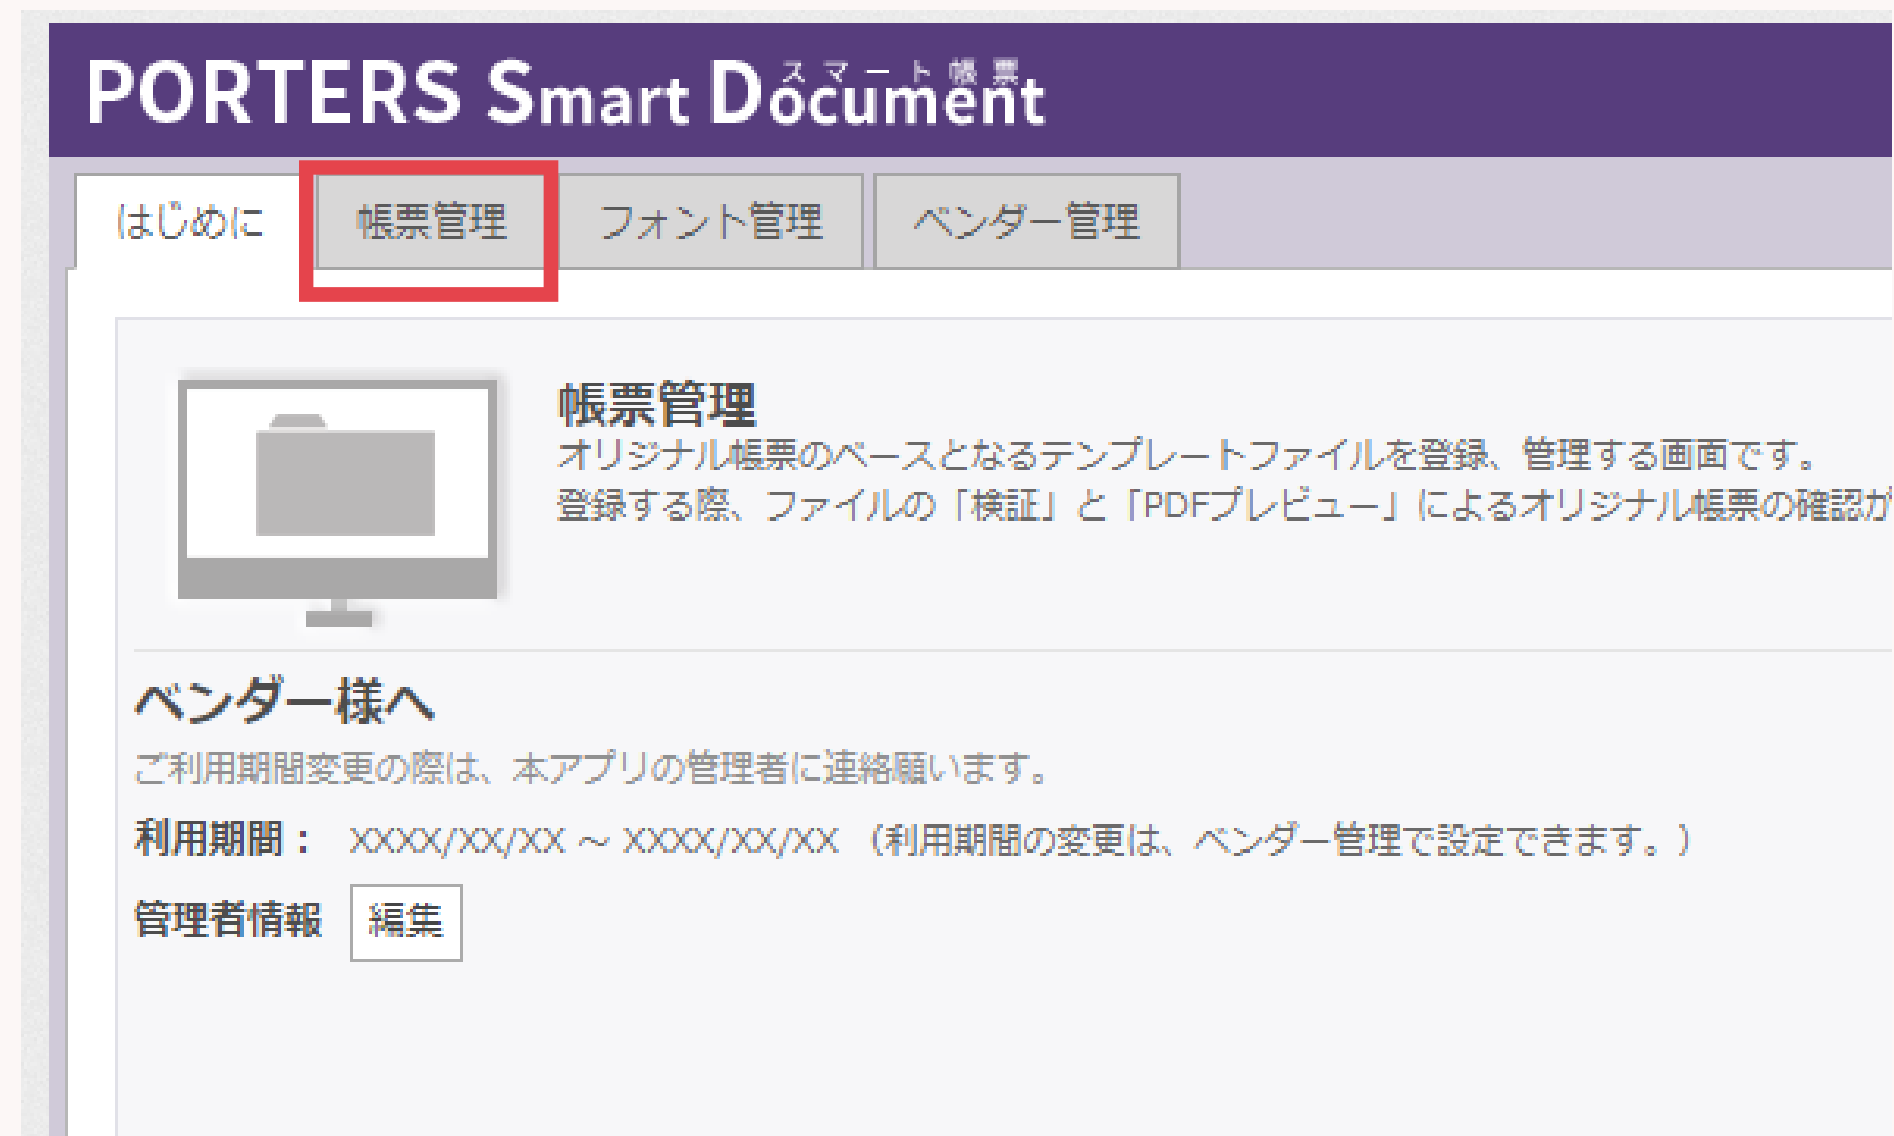 スマート帳票
PORTERS Smart Document
はじめに 帳票管理 フォント管理 ベンダー管理
帳票管理
オリジナル帳票のベースとなるテンプレートファイルを登録、管理する画面です。
登録する際、ファイルの「検証」と「PDFプレビュー」によるオリジナル帳票の確認が
ベンダー様へ
ご利用期間変更の際は、本アプリの管理者に連絡願います。
利用期間： XXXX/XX/XX ～ XXXX/XX/XX （利用期間の変更は、ベンダー管理で設定できます。）
管理者情報 編集